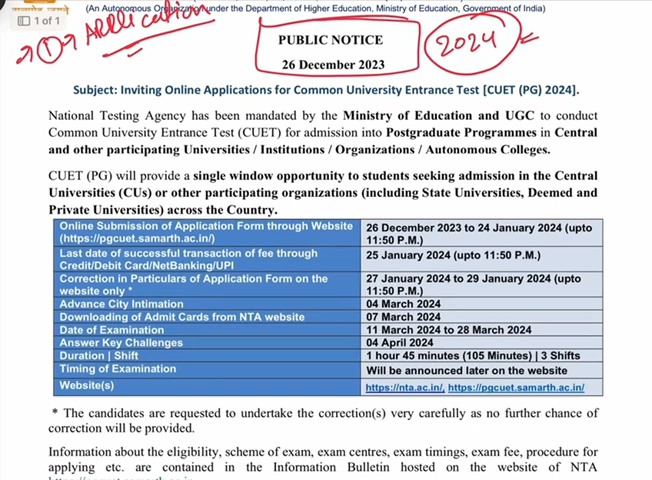 (An Autonomous Organization under the Department of Higher Education, Ministry of Education, Government of India)
1 of 1
→ ① → Application
PUBLIC NOTICE
26 December 2023
2024
Subject: Inviting Online Applications for Common University Entrance Test [CUET (PG) 2024].
National Testing Agency has been mandated by the Ministry of Education and UGC to conduct
Common University Entrance Test (CUET) for admission into Postgraduate Programmes in Central
and other participating Universities / Institutions / Organizations / Autonomous Colleges.
CUET (PG) will provide a single window opportunity to students seeking admission in the Central
Universities (CUs) or other participating organizations (including State Universities, Deemed and
Private Universities) across the Country.
Online Submission of Application Form through Website
(https://pgcuet.samarth.ac.in/)
26 December 2023 to 24 January 2024 (upto
11:50 P.M.)
Last date of successful transaction of fee through
Credit/Debit Card/NetBanking/UPI
25 January 2024 (upto 11:50 P.M.)
Correction in Particulars of Application Form on the
website only *
27 January 2024 to 29 January 2024 (upto
11:50 P.M.)
Advance City Intimation
04 March 2024
Downloading of Admit Cards from NTA website
07 March 2024
Date of Examination
11 March 2024 to 28 March 2024
Answer Key Challenges
04 April 2024
Duration | Shift
1 hour 45 minutes (105 Minutes) | 3 Shifts
Timing of Examination
Will be announced later on the website
Website(s)
https://nta.ac.in/, https://pgcuet.samarth.ac.in/
* The candidates are requested to undertake the correction(s) very carefully as no further chance of
correction will be provided.
Information about the eligibility, scheme of exam, exam centres, exam timings, exam fee, procedure for
applying etc. are contained in the Information Bulletin hosted on the website of NTA